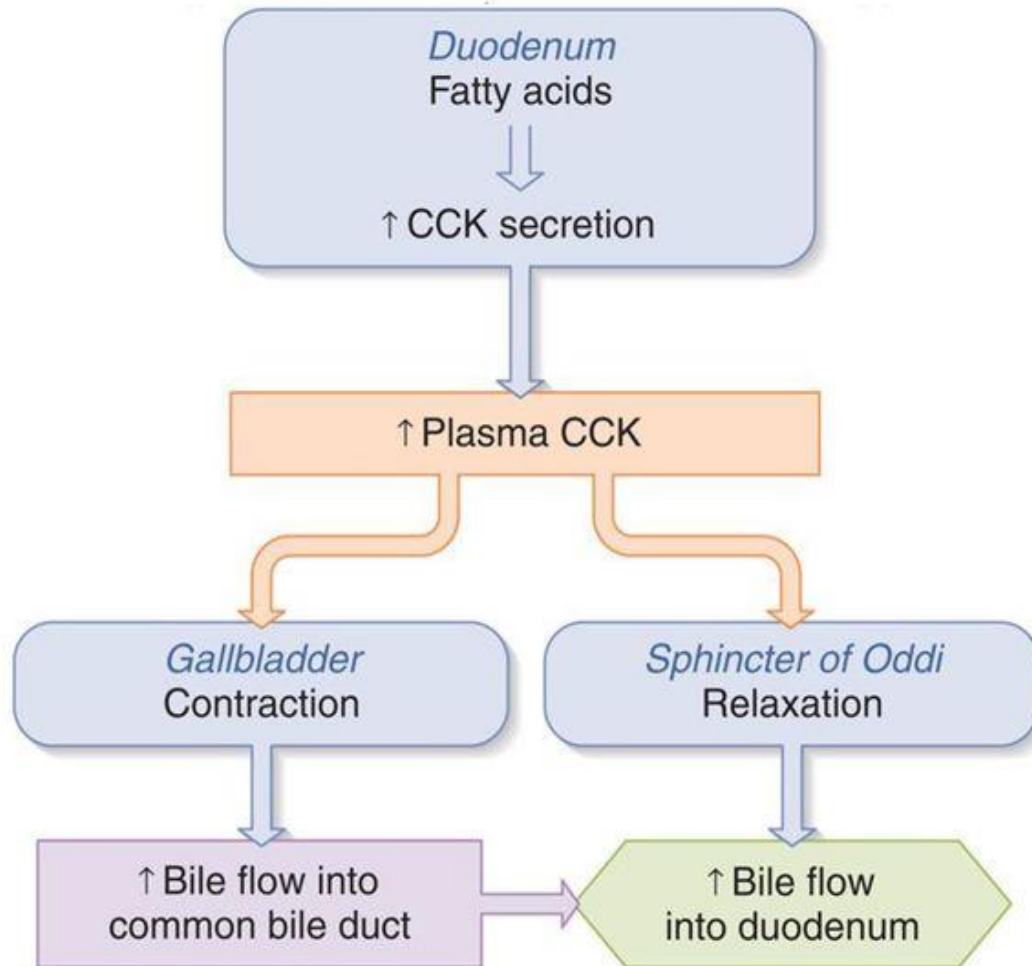 Duodenum
Fatty acids
↑ CCK secretion
↑ Plasma CCK
Gallbladder
Contraction
Sphincter of Oddi
Relaxation
↑ Bile flow into
common bile duct
↑ Bile flow
into duodenum